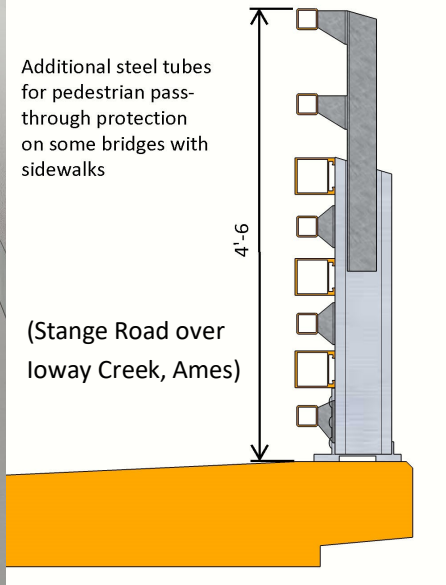 Additional steel tubes
for pedestrian pass-
through protection
on some bridges with
sidewalks
4'-6
(Stange Road over
Ioway Creek, Ames)